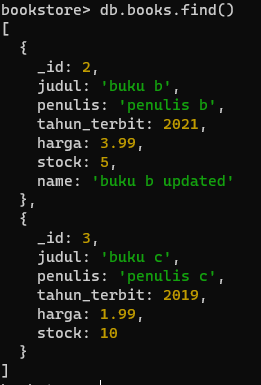 bookstore> db.books.find()
[
  {
    _id: 2,
    judul: 'buku b',
    penulis: 'penulis b',
    tahun_terbit: 2021,
    harga: 3.99,
    stock: 5,
    name: 'buku b updated'
  },
  {
    _id: 3,
    judul: 'buku c',
    penulis: 'penulis c',
    tahun_terbit: 2019,
    harga: 1.99,
    stock: 10
  }
]